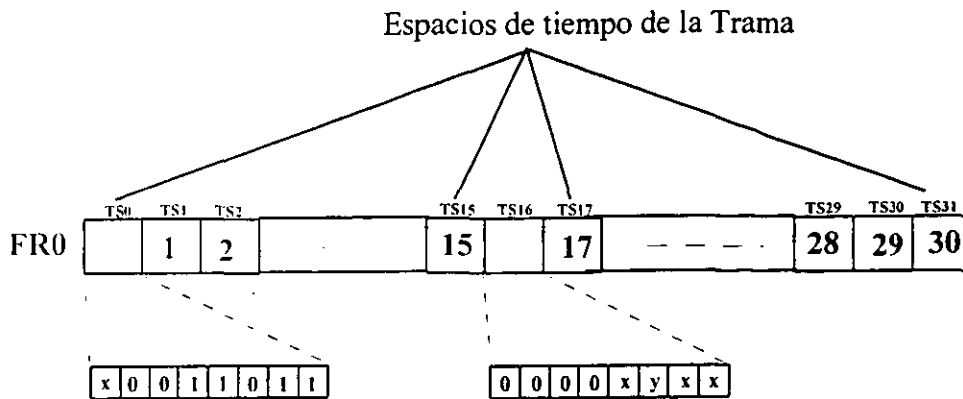 Espacios de tiempo de la Trama
TS0 TS1 TS2 TS15 TS16 TS17 TS29 TS30 TS31
FR0 1 2 15 17 28 29 30
x 0 0 1 1 0 1 1 0 0 0 0 x y x x